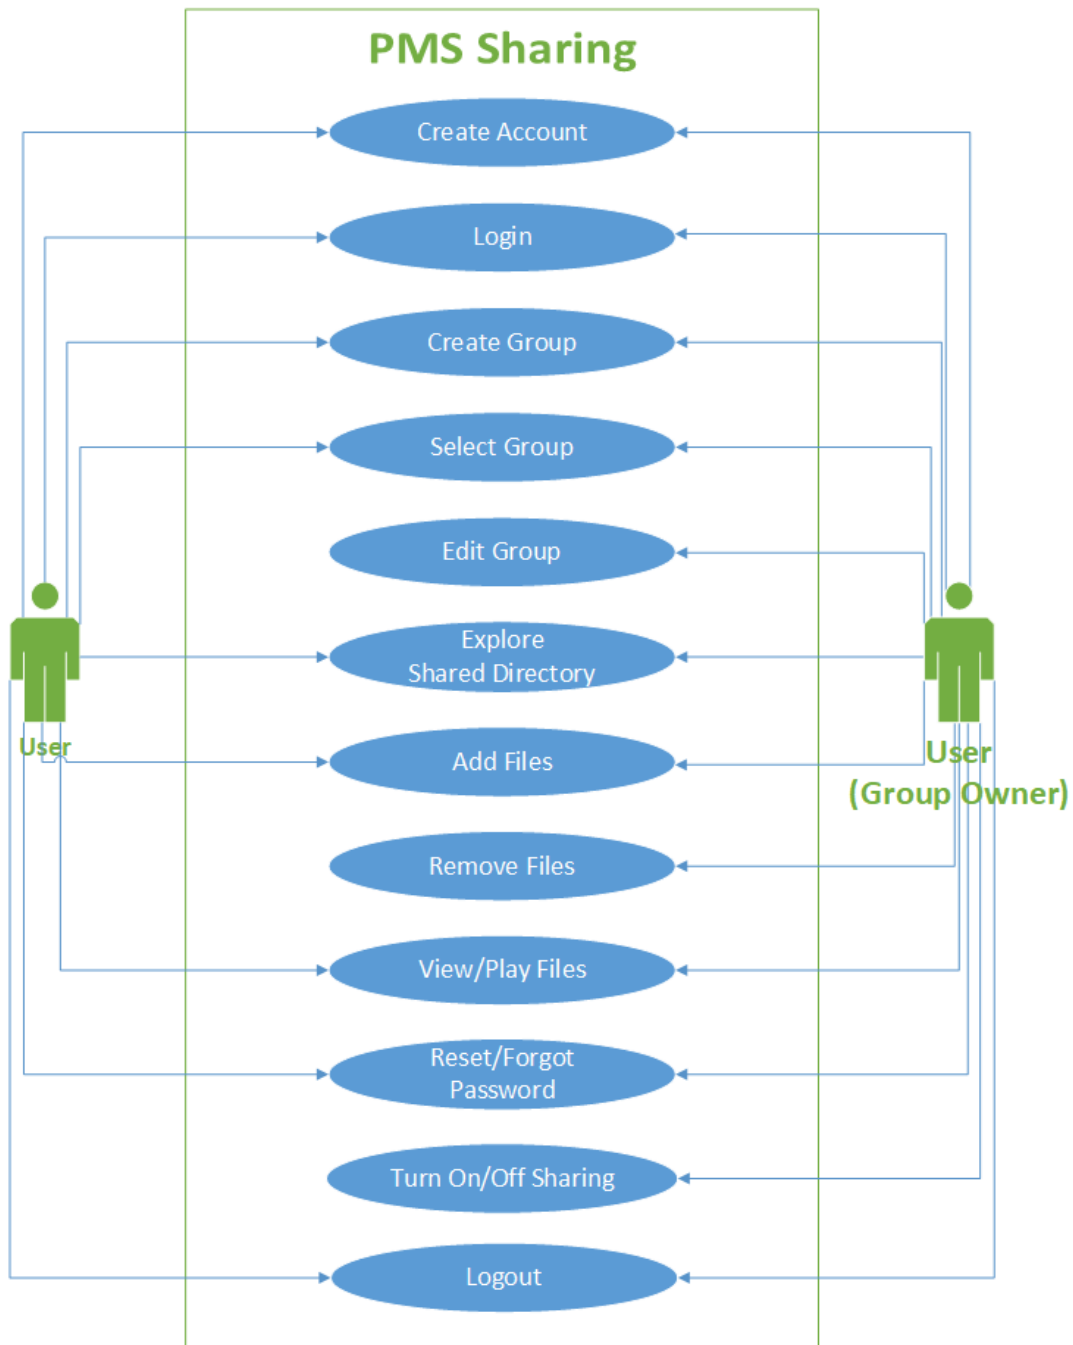 PMS Sharing
Create Account
Login
Create Group
Select Group
Edit Group
Explore
Shared Directory
User
Add Files
User
(Group Owner)
Remove Files
View/Play Files
Reset/Forgot
Password
Turn On/Off Sharing
Logout